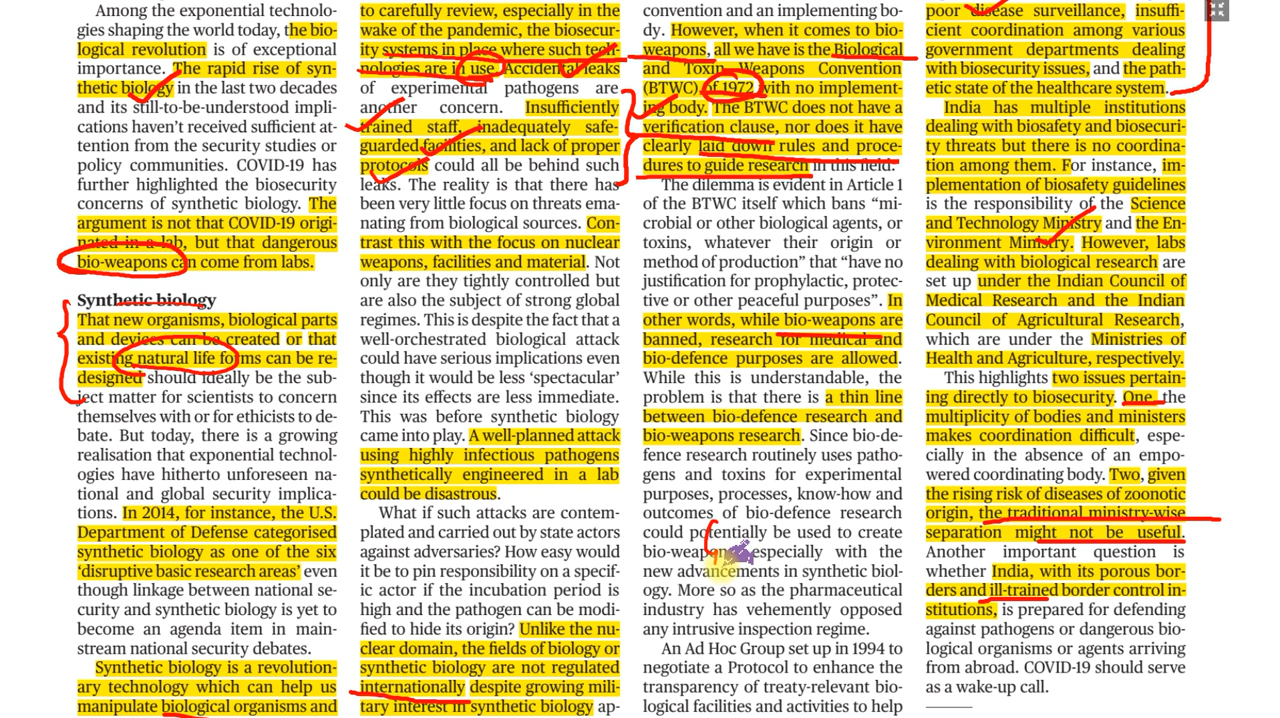 Among the exponential technolo-
gies shaping the world today, the bio-
logical revolution is of exceptional
importance. The rapid rise of syn-
thetic biology in the last two decades
and its still-to-be-understood impli-
cations haven't received sufficient at-
tention from the security studies or
policy communities. COVID-19 has
further highlighted the biosecurity
concerns of synthetic biology. The
argument is not that COVID-19 origi-
nated in a lab, but that dangerous
bio-weapons can come from labs.
Synthetic biology
That new organisms, biological parts
and devices can be created or that
existing natural life forms can be re-
designed should ideally be the sub-
ject matter for scientists to concern
themselves with or for ethicists to de-
bate. But today, there is a growing
realisation that exponential technol-
ogies have hitherto unforeseen na-
tional and global security implica-
tions. In 2014, for instance, the U.S.
Department of Defense categorised
synthetic biology as one of the six
‘disruptive basic research areas’ even
though linkage between national se-
curity and synthetic biology is yet to
become an agenda item in main-
stream national security debates.
Synthetic biology is a revolution-
ary technology which can help us
manipulate biological organisms and
to carefully review, especially in the
wake of the pandemic, the biosecur-
ity systems in place where such tech-
nologies are in use. Accidental leaks
of experimental pathogens are
another concern. Insufficiently
trained staff, inadequately safe-
guarded facilities, and lack of proper
protocols could all be behind such
leaks. The reality is that there has
been very little focus on threats ema-
nating from biological sources. Con-
trast this with the focus on nuclear
weapons, facilities and material. Not
only are they tightly controlled but
are also the subject of strong global
regimes. This is despite the fact that a
well-orchestrated biological attack
could have serious implications even
though it would be less ‘spectacular’
since its effects are less immediate.
This was before synthetic biology
came into play. A well-planned attack
using highly infectious pathogens
synthetically engineered in a lab
could be disastrous.
What if such attacks are contem-
plated and carried out by state actors
against adversaries? How easy would
it be to pin responsibility on a specif-
ic actor if the incubation period is
high and the pathogen can be modi-
fied to hide its origin? Unlike the nu-
clear domain, the fields of biology or
synthetic biology are not regulated
internationally despite growing mili-
tary interest in synthetic biology ap-
convention and an implementing bo-
dy. However, when it comes to bio-
weapons, all we have is the Biological
and Toxin Weapons Convention
(BTWC) of 1972 with no implement-
ing body. The BTWC does not have a
verification clause, nor does it have
clearly laid down rules and proce-
dures to guide research in this field.
The dilemma is evident in Article 1
of the BTWC itself which bans “mi-
crobial or other biological agents, or
toxins, whatever their origin or
method of production” that “have no
justification for prophylactic, protec-
tive or other peaceful purposes”. In
other words, while bio-weapons are
banned, research for medical and
bio-defence purposes are allowed.
While this is understandable, the
problem is that there is a thin line
between bio-defence research and
bio-weapons research. Since bio-de-
fence research routinely uses patho-
gens and toxins for experimental
purposes, processes, know-how and
outcomes of bio-defence research
could potentially be used to create
bio-weapons, especially with the
new advancements in synthetic biol-
ogy. More so as the pharmaceutical
industry has vehemently opposed
any intrusive inspection regime.
An Ad Hoc Group set up in 1994 to
negotiate a Protocol to enhance the
transparency of treaty-relevant bio-
logical facilities and activities to help
poor disease surveillance, insuffi-
cient coordination among various
government departments dealing
with biosecurity issues, and the path-
etic state of the healthcare system.
India has multiple institutions
dealing with biosafety and biosecuri-
ty threats but there is no coordina-
tion among them. For instance, im-
plementation of biosafety guidelines
is the responsibility of the Science
and Technology Ministry and the En-
vironment Ministry. However, labs
dealing with biological research are
set up under the Indian Council of
Medical Research and the Indian
Council of Agricultural Research,
which are under the Ministries of
Health and Agriculture, respectively.
This highlights two issues pertain-
ing directly to biosecurity. One, the
multiplicity of bodies and ministers
makes coordination difficult, espe-
cially in the absence of an empo-
wered coordinating body. Two, given
the rising risk of diseases of zoonotic
origin, the traditional ministry-wise
separation might not be useful.
Another important question is
whether India, with its porous bor-
ders and ill-trained border control in-
stitutions, is prepared for defending
against pathogens or dangerous bio-
logical organisms or agents arriving
from abroad. COVID-19 should serve
as a wake-up call.